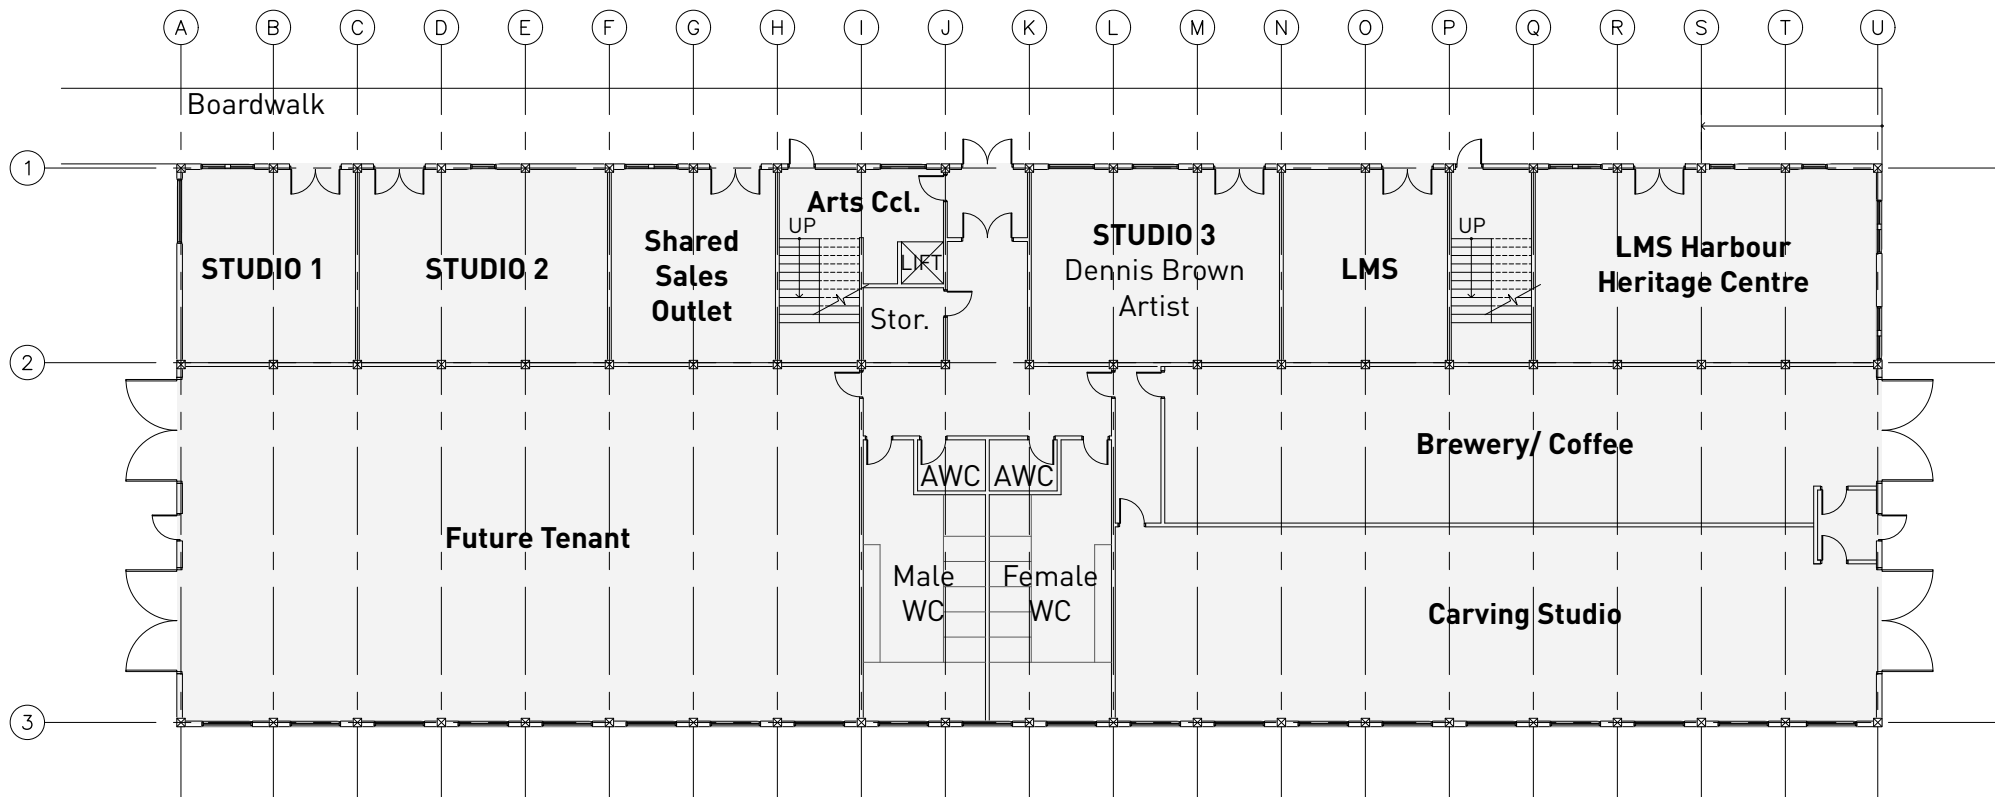 A B C D E F G H I J K L M N O P Q R S T U
Boardwalk
1
Arts Ccl.
UP
UP
Shared
Sales
Outlet
STUDIO 3
Dennis Brown
Artist
LMS Harbour
Heritage Centre
STUDIO 1
STUDIO 2
LIFT
LMS
Stor.
2
Brewery/ Coffee
AWC
AWC
Future Tenant
Male
WC
Female
WC
Carving Studio
3